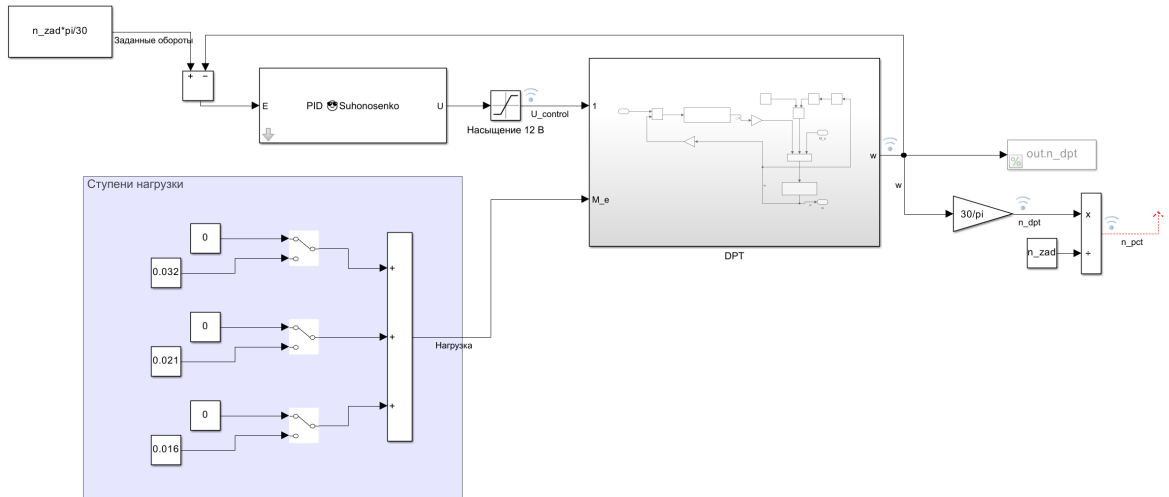 n_zad*pi/30
Заданные обороты
+ −
E
PID 😎Suhonosenko
U
U_control
Насыщение 12 В
1
M_e
w
DPT
w
out.n_dpt
30/pi
n_dpt
x
÷
n_zad
n_pct
Ступени нагрузки
0
0.032
+
0
0.021
+
Нагрузка
0
0.016
+